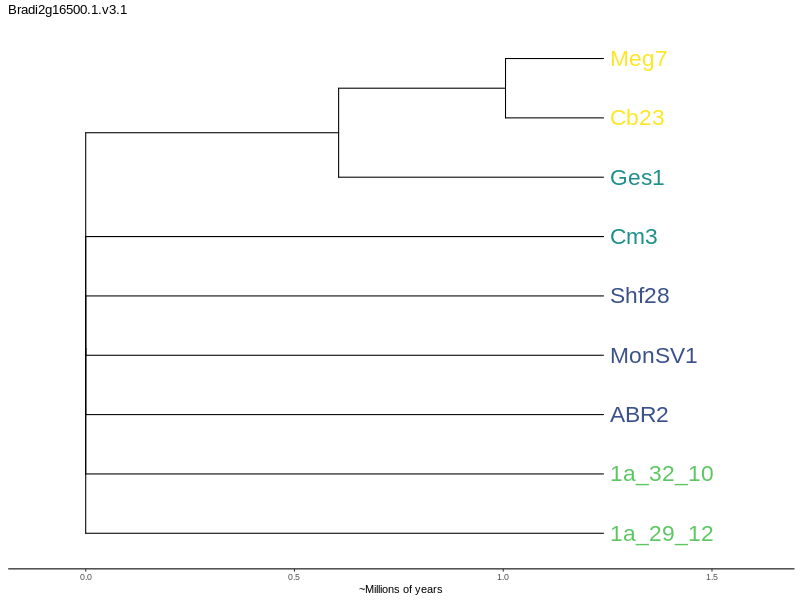 Bradi2g16500.1.v3.1
Meg7
Cb23
Ges1
Cm3
Shf28
MonSV1
ABR2
1a_32_10
1a_29_12
0.0 0.5 1.0 1.5
~Millions of years